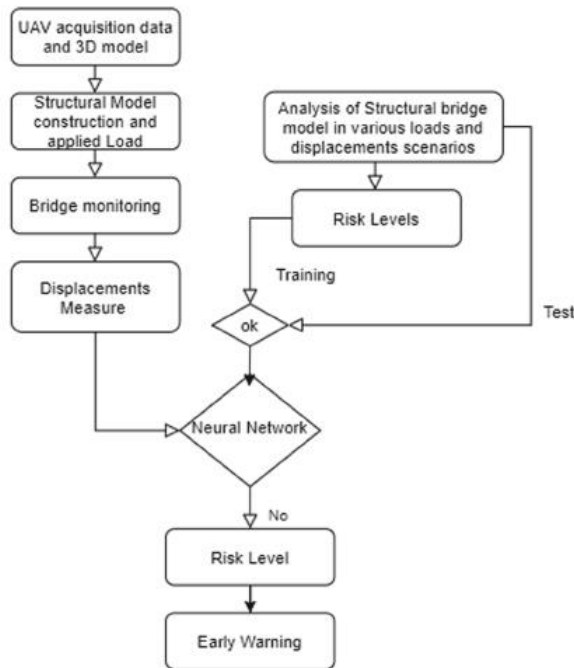 UAV acquisition data
and 3D model
Structural Model
construction and
applied Load
Bridge monitoring
Displacements
Measure
Analysis of Structural bridge
model in various loads and
displacements scenarios
Risk Levels
Training
Test
ok
Neural Network
No
Risk Level
Early Warning